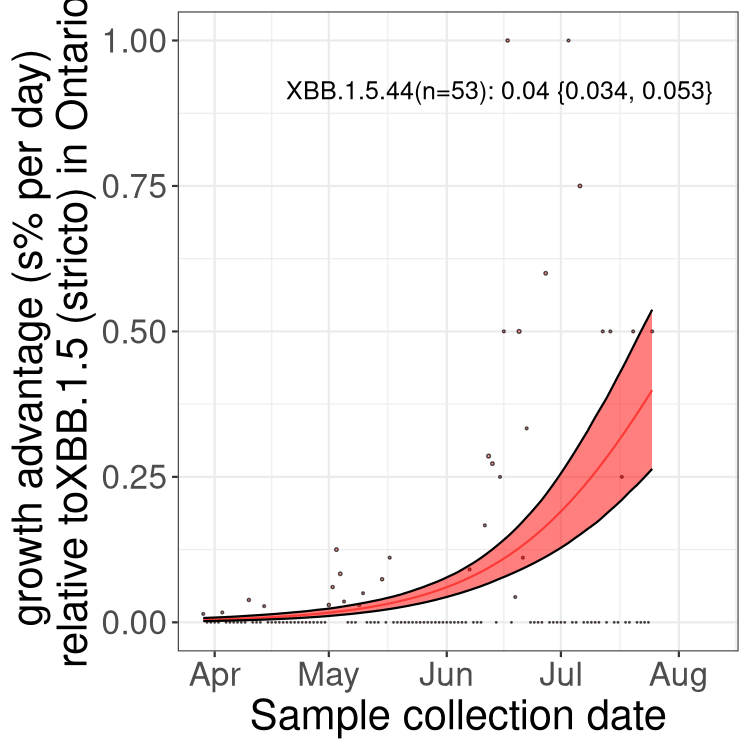 growth advantage (s% per day)
relative toXBB.1.5 (stricto) in Ontario
1.00
0.75
0.50
0.25
0.00
XBB.1.5.44(n=53): 0.04 {0.034, 0.053}
Apr May Jun Jul Aug
Sample collection date